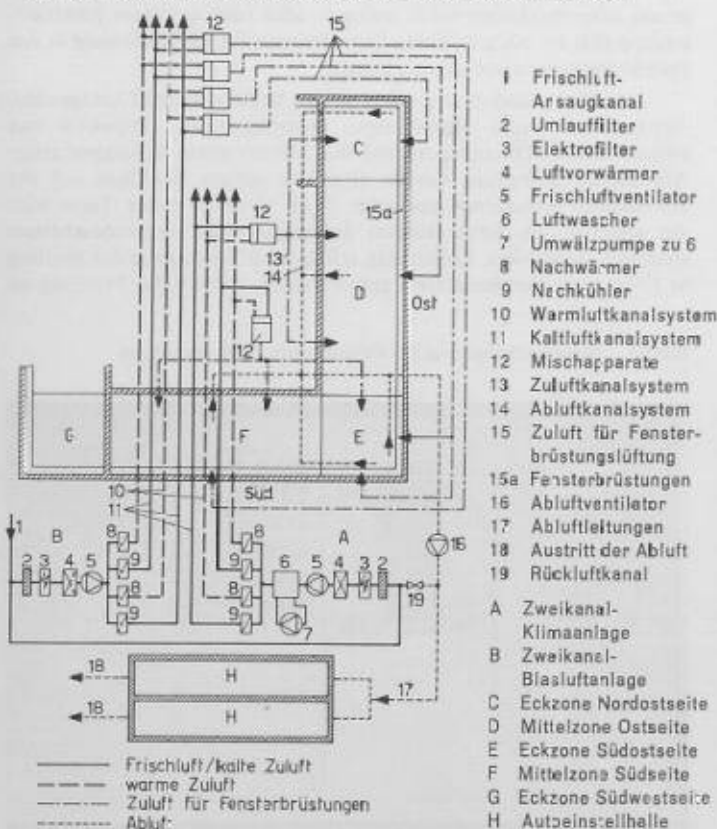 12
15
C
15a
12
13
14
D
Ost
12
G
F
E
10
11
Süd
1
B
8
A
16
9
2
3
4
5
8
6
5
4
3
2
19
9
7
18
H
17
18
H
Frischluft/kalte Zuluft
warme Zuluft
Zuluft für Fensterbrüstungen
Abluft
1 Frischluft-
Ansaugkanal
2 Umlauffilter
3 Elektrofilter
4 Luftvorwärmer
5 Frischluftventilator
6 Luftwascher
7 Umwälzpumpe zu 6
8 Nachwärmer
9 Nachkühler
10 Warmluftkanalsystem
11 Kaltluftkanalsystem
12 Mischapparate
13 Zuluftkanalsystem
14 Abluftkanalsystem
15 Zuluft für Fenster-
brüstungslüftung
15a Fensterbrüstungen
16 Abluftventilator
17 Abluftleitungen
18 Austritt der Abluft
19 Rückluftkanal
A Zweikanal-
Klimaanlage
B Zweikanal-
Blasluftanlage
C Eckzone Nordostseite
D Mittelzone Ostseite
E Eckzone Südostseite
F Mittelzone Südseite
G Eckzone Südwestseite
H Autoeinstellhalle